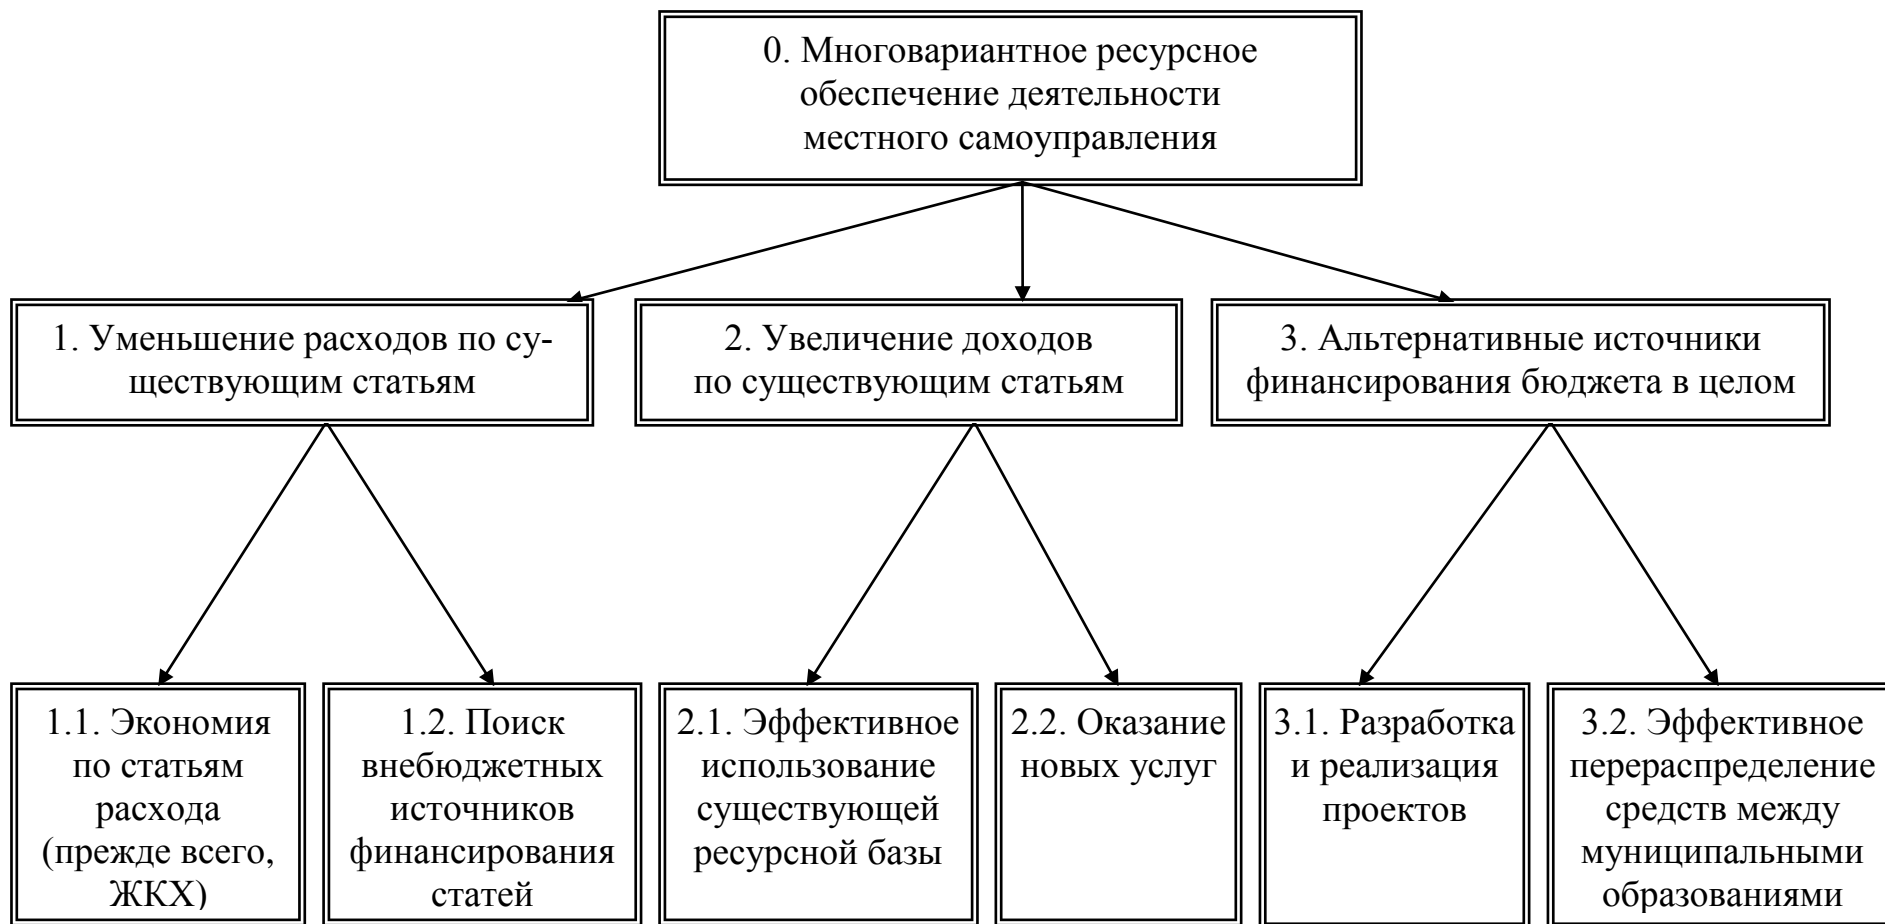 0. Многовариантное ресурсное
обеспечение деятельности
местного самоуправления
1. Уменьшение расходов по су-
ществующим статьям
2. Увеличение доходов
по существующим статьям
3. Альтернативные источники
финансирования бюджета в целом
1.1. Экономия
по статьям
расхода
(прежде всего,
ЖКХ)
1.2. Поиск
внебюджетных
источников
финансирования
статей
2.1. Эффективное
использование
существующей
ресурсной базы
2.2. Оказание
новых услуг
3.1. Разработка
и реализация
проектов
3.2. Эффективное
перераспределение
средств между
муниципальными
образованиями